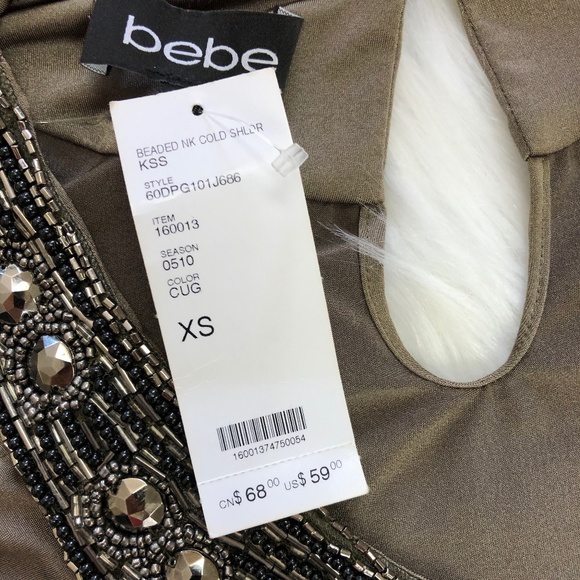 bebe
BEADED NK COLD SHLDR
KSS
STYLE
60DPG101J686
ITEM
160013
SEASON
0510
COLOR
CUG
XS
16001374750054
CN$ 68 00 US$ 59 00